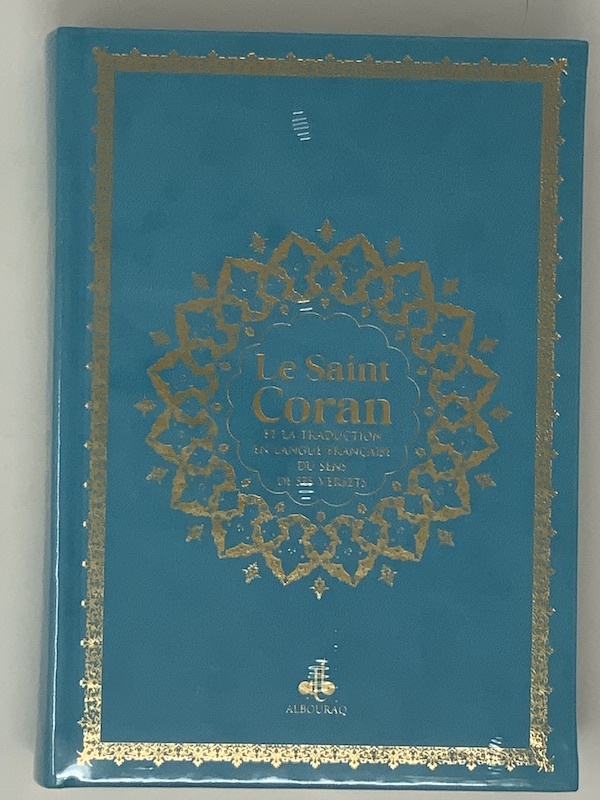 Le Saint
Coran
ET LA TRADUCTION
EN LANGUE FRANÇAISE
DU SENS
DE SES VERSETS
ALBOURAQ